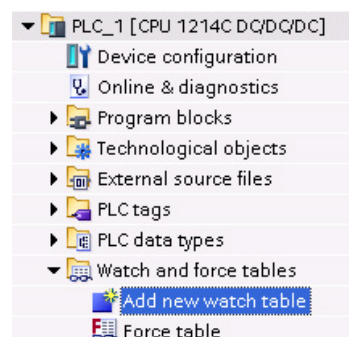 PLC_1 [CPU 1214C DC/DC/DC]
Device configuration
Online & diagnostics
Program blocks
Technological objects
External source files
PLC tags
PLC data types
Watch and force tables
Add new watch table
Force table